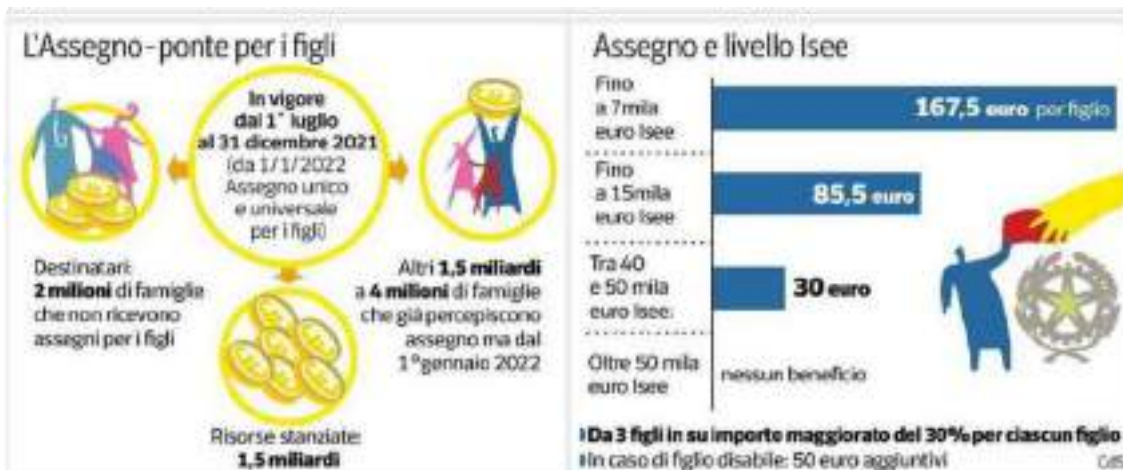 L'Assegno-ponte per i figli
In vigore
dal 1° luglio
al 31 dicembre 2021
(da 1/1/2022
Assegno unico
e universale
per i figli)
Destinatari:
2 milioni di famiglie
che non ricevono
assegni per i figli
Altri 1,5 miliardi
a 4 milioni di famiglie
che già percepiscono
assegno ma dal
1° gennaio 2022
Risorse stanziate:
1,5 miliardi
Assegno e livello Isee
Fino
a 7mila
euro Isee
167,5 euro per figlio
Fino
a 15mila
euro Isee
85,5 euro
Tra 40
e 50 mila
euro Isee:
30 euro
Oltre 50 mila
euro Isee
nessun beneficio
Da 3 figli in su importo maggiorato del 30% per ciascun figlio
In caso di figlio disabile: 50 euro aggiuntivi
CdS